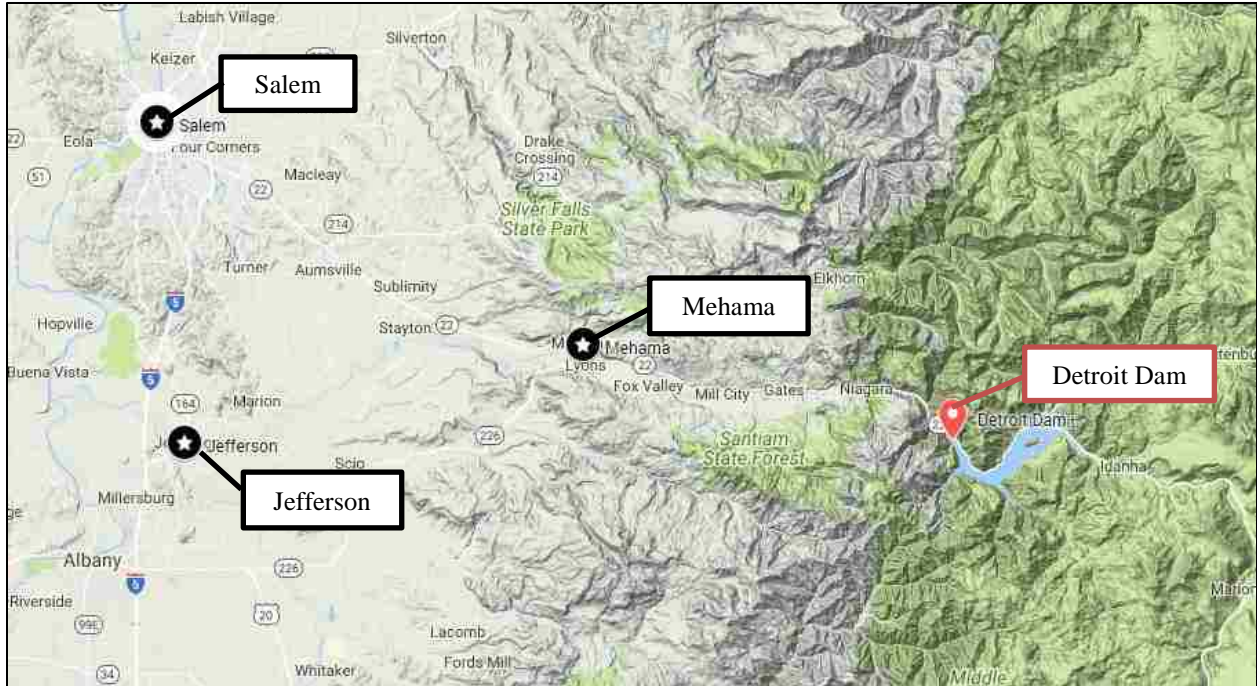 Labish Village
Keizer
Silverton
Salem
Salem
22
Eola
Four Corners
Drake
Crossing
214
51
Macleay
22
Silver Falls
State Park
214
Turner
Aumsville
Elkhorn
Sublimity
5
Mehama
Hopville
Stayton
22
Mehama
Lyons
22
Buena Vista
5
Fox Valley
Mill City
Gates
Niagara
Detroit Dam
164
Marion
Detroit Dam
226
Jefferson
Santiam
State Forest
Scio
Idanha
Millersburg
Jefferson
Albany
226
5
Riverside
20
99E
Lacomb
Fords Mill
Whitaker
34
Middle